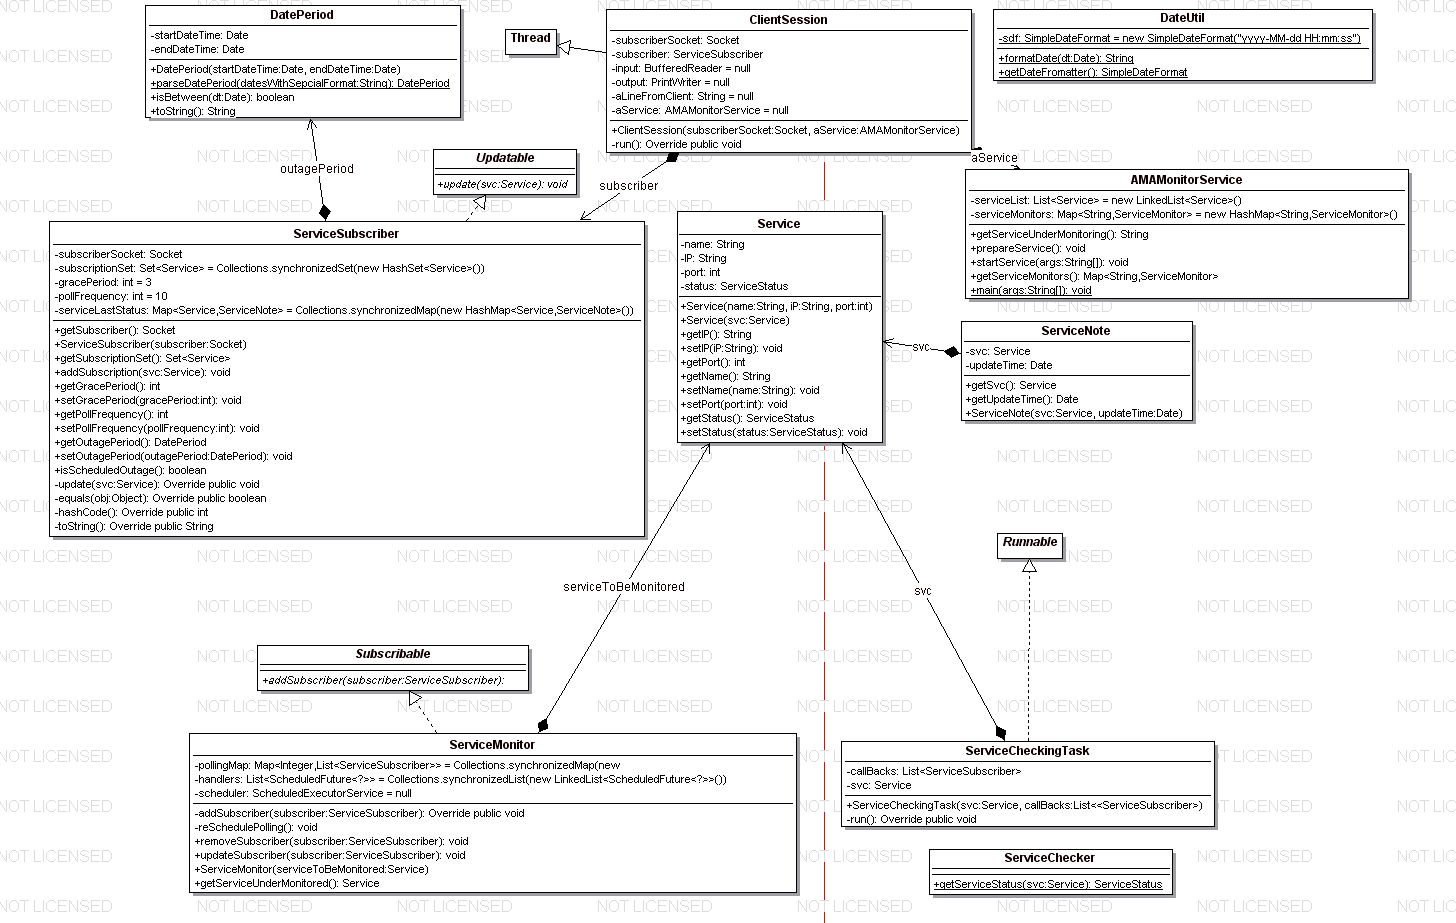 DatePeriod
-startDateTime: Date
-endDateTime: Date
+DatePeriod(startDateTime:Date, endDateTime:Date)
+parseDatePeriod(datesWithSepcialFormat:String): DatePeriod
+isBetween(dt:Date): boolean
+toString(): String
Thread
ClientSession
-subscriberSocket: Socket
-subscriber: ServiceSubscriber
-input: BufferedReader = null
-output: PrintWriter = null
-aLineFromClient: String = null
-aService: AMAMonitorService = null
+ClientSession(subscriberSocket:Socket, aService:AMAMonitorService)
-run(): Override public void
DateUtil
-sdf: SimpleDateFormat = new SimpleDateFormat("yyyy-MM-dd HH:mm:ss")
+formatDate(dt:Date): String
+getDateFromatter(): SimpleDateFormat
outagePeriod
Updatable
+update(svc:Service): void
subscriber
aService
AMAMonitorService
-serviceList: List<Service> = new LinkedList<Service>()
-serviceMonitors: Map<String,ServiceMonitor> = new HashMap<String,ServiceMonitor>()
+getServiceUnderMonitoring(): String
+prepareService(): void
+startService(args:String[]): void
+getServiceMonitors(): Map<String,ServiceMonitor>
+main(args:String[]): void
ServiceSubscriber
-subscriberSocket: Socket
-subscriptionSet: Set<Service> = Collections.synchronizedSet(new HashSet<Service>())
-gracePeriod: int = 3
-pollFrequency: int = 10
-serviceLastStatus: Map<Service,ServiceNote> = Collections.synchronizedMap(new HashMap<Service,ServiceNote>())
+getSubscriber(): Socket
+ServiceSubscriber(subscriber:Socket)
+getSubscriptionSet(): Set<Service>
+addSubscription(svc:Service): void
+getGracePeriod(): int
+setGracePeriod(gracePeriod:int): void
+getPollFrequency(): int
+setPollFrequency(pollFrequency:int): void
+getOutagePeriod(): DatePeriod
+setOutagePeriod(outagePeriod:DatePeriod): void
+isScheduledOutage(): boolean
-update(svc:Service): Override public void
-equals(obj:Object): Override public boolean
-hashCode(): Override public int
-toString(): Override public String
Service
-name: String
-IP: String
-port: int
-status: ServiceStatus
+Service(name:String, iP:String, port:int)
+Service(svc:Service)
+getIP(): String
+setIP(iP:String): void
+getPort(): int
+getName(): String
+setName(name:String): void
+setPort(port:int): void
+getStatus(): ServiceStatus
+setStatus(status:ServiceStatus): void
svc
ServiceNote
-svc: Service
-updateTime: Date
+getSvc(): Service
+getUpdateTime(): Date
+ServiceNote(svc:Service, updateTime:Date)
Runnable
serviceToBeMonitored
svc
Subscribable
+addSubscriber(subscriber:ServiceSubscriber):
ServiceMonitor
-pollingMap: Map<Integer,List<ServiceSubscriber>> = Collections.synchronizedMap(new
-handlers: List<ScheduledFuture<?>> = Collections.synchronizedList(new LinkedList<ScheduledFuture<?>>())
-scheduler: ScheduledExecutorService = null
-addSubscriber(subscriber:ServiceSubscriber): Override public void
-reSchedulePolling(): void
+removeSubscriber(subscriber:ServiceSubscriber): void
+updateSubscriber(subscriber:ServiceSubscriber): void
+ServiceMonitor(serviceToBeMonitored:Service)
+getServiceUnderMonitored(): Service
ServiceCheckingTask
-callBacks: List<ServiceSubscriber>
-svc: Service
+ServiceCheckingTask(svc:Service, callBacks:List<<ServiceSubscriber>)
-run(): Override public void
ServiceChecker
+getServiceStatus(svc:Service): ServiceStatus
NOT LICENSED